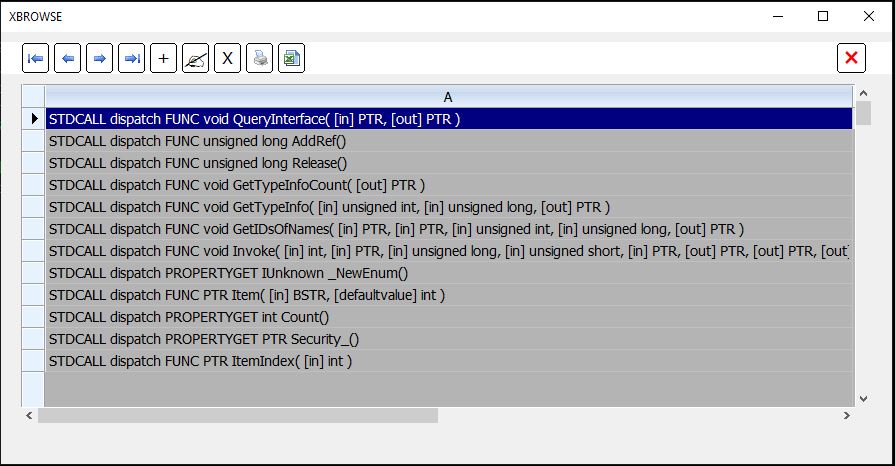 XBROWSE
+ X X
A
STDCALL dispatch FUNC void QueryInterface( [in] PTR, [out] PTR )
STDCALL dispatch FUNC unsigned long AddRef()
STDCALL dispatch FUNC unsigned long Release()
STDCALL dispatch FUNC void GetTypeInfoCount( [out] PTR )
STDCALL dispatch FUNC void GetTypeInfo( [in] unsigned int, [in] unsigned long, [out] PTR )
STDCALL dispatch FUNC void GetIDsOfNames( [in] PTR, [in] PTR, [in] unsigned int, [in] unsigned long, [out] PTR )
STDCALL dispatch FUNC void Invoke( [in] int, [in] PTR, [in] unsigned long, [in] unsigned short, [in] PTR, [out] PTR, [out] PTR, [out]
STDCALL dispatch PROPERTYGET IUnknown _NewEnum()
STDCALL dispatch FUNC PTR Item( [in] BSTR, [defaultvalue] int )
STDCALL dispatch PROPERTYGET int Count()
STDCALL dispatch PROPERTYGET PTR Security_()
STDCALL dispatch FUNC PTR ItemIndex( [in] int )